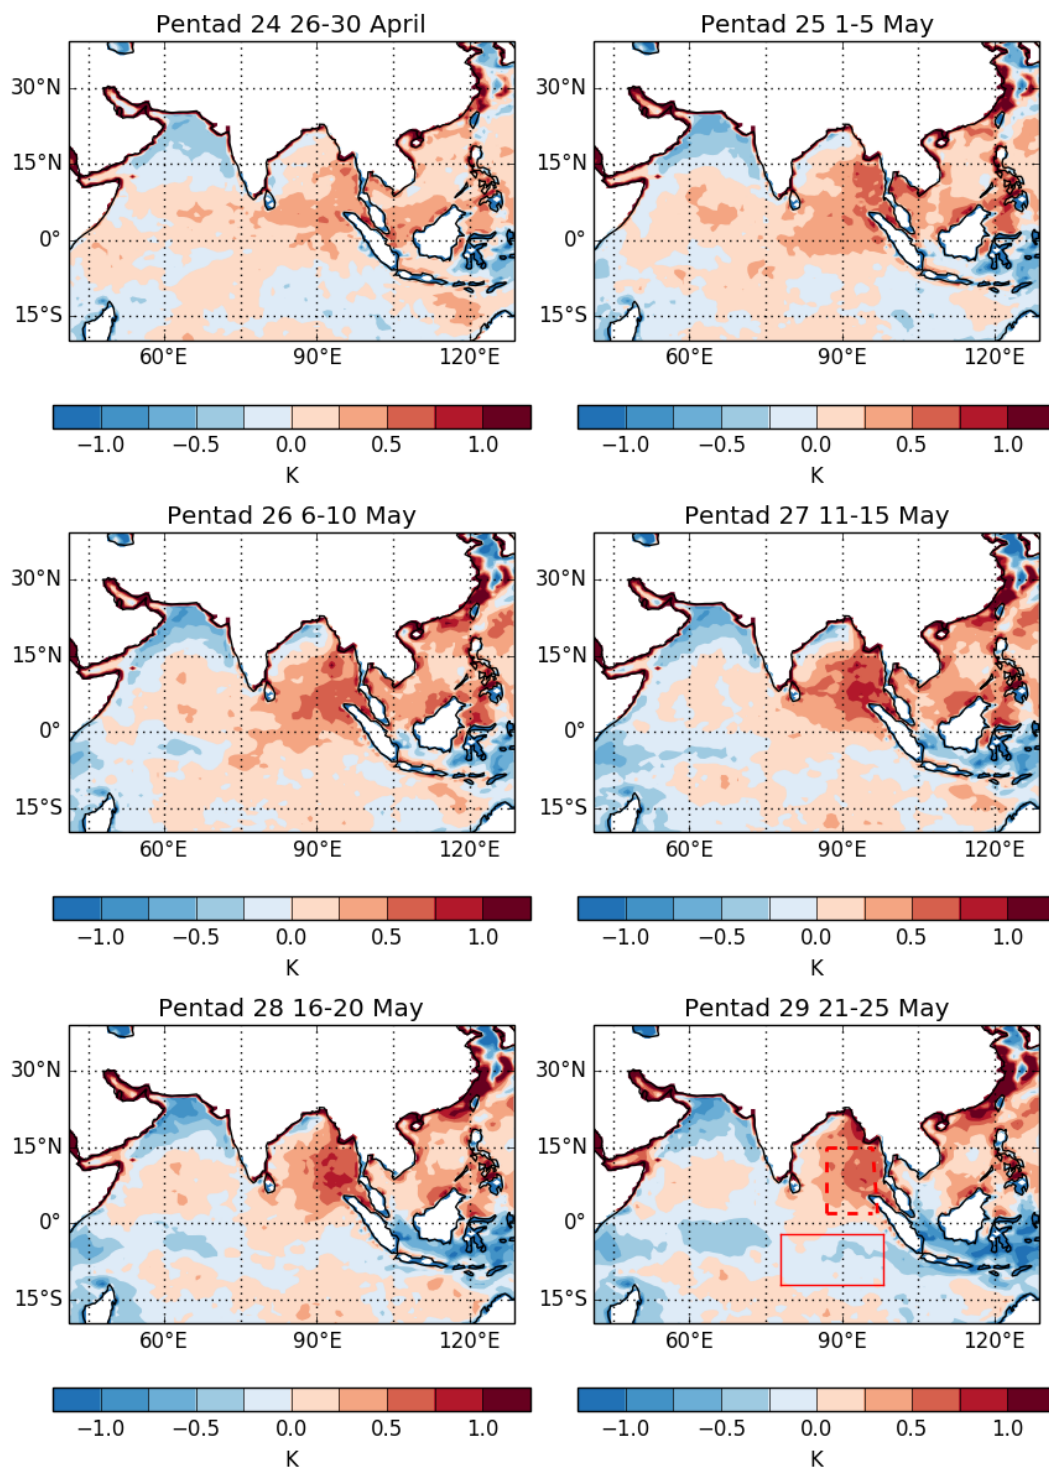 Pentad 24 26-30 April
Pentad 25 1-5 May
30°N
15°N
0°
15°S
60°E 90°E 120°E
30°N
15°N
0°
15°S
60°E 90°E 120°E
−1.0 −0.5 0.0 0.5 1.0
K
−1.0 −0.5 0.0 0.5 1.0
K
Pentad 26 6-10 May
Pentad 27 11-15 May
30°N
15°N
0°
15°S
60°E 90°E 120°E
30°N
15°N
0°
15°S
60°E 90°E 120°E
−1.0 −0.5 0.0 0.5 1.0
K
−1.0 −0.5 0.0 0.5 1.0
K
Pentad 28 16-20 May
Pentad 29 21-25 May
30°N
15°N
0°
15°S
60°E 90°E 120°E
30°N
15°N
0°
15°S
60°E 90°E 120°E
−1.0 −0.5 0.0 0.5 1.0
K
−1.0 −0.5 0.0 0.5 1.0
K